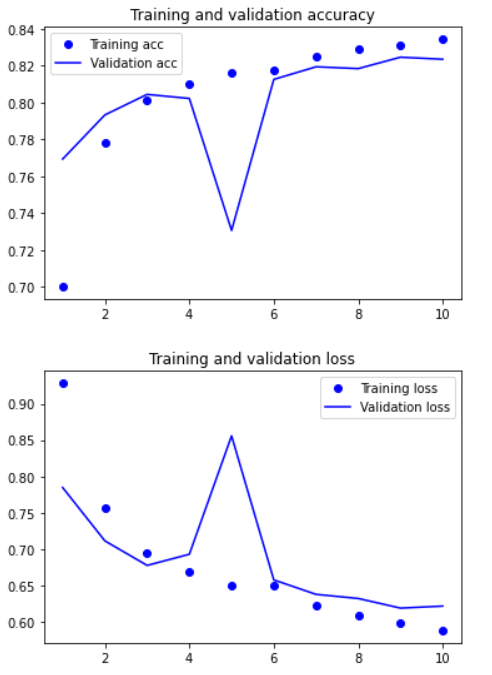 Training and validation accuracy
0.84
0.82
0.80
0.78
0.76
0.74
0.72
0.70
Training acc
Validation acc
2 4 6 8 10
Training and validation loss
0.90
0.85
0.80
0.75
0.70
0.65
0.60
Training loss
Validation loss
2 4 6 8 10